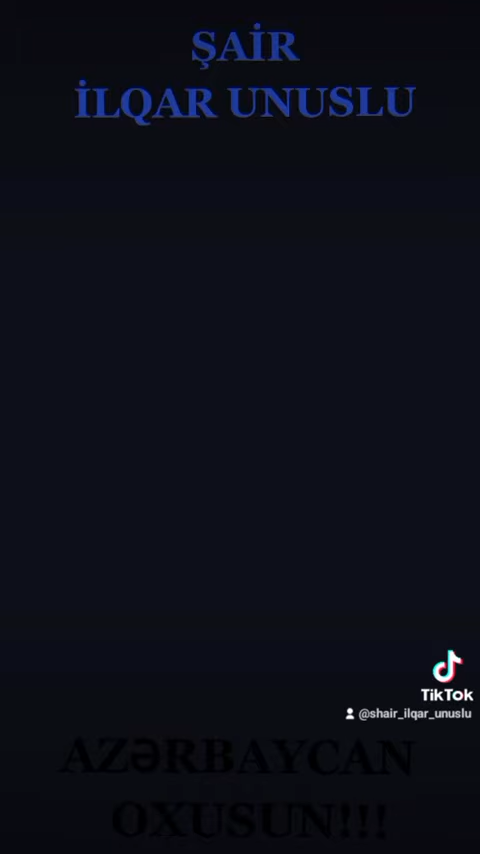 ŞAİR
İLQAR UNUSLU
TikTok
@shair_ilqar_unuslu
AZƏRBAYCAN
OXUSUN!!!